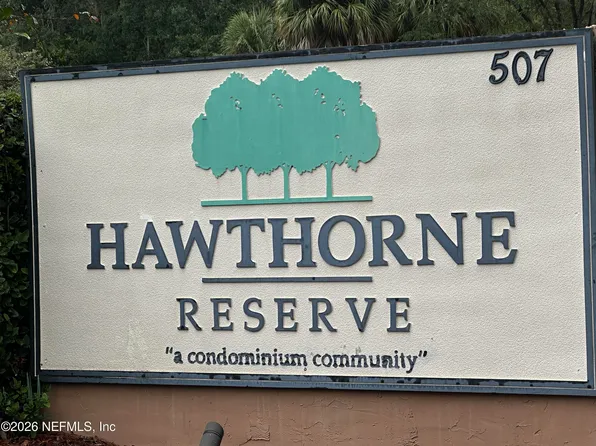 507
HAWTHORNE
RESERVE
"a condominium community"
©2026 NEFMLS, Inc